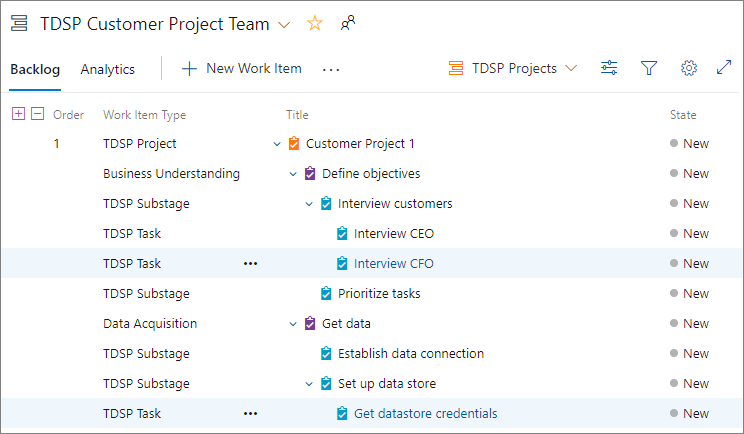 TDSP Customer Project Team
Backlog Analytics + New Work Item ... TDSP Projects
Order Work Item Type Title State
1 TDSP Project Customer Project 1 New
Business Understanding Define objectives New
TDSP Substage Interview customers New
TDSP Task Interview CEO New
TDSP Task ... Interview CFO New
TDSP Substage Prioritize tasks New
Data Acquisition Get data New
TDSP Substage Establish data connection New
TDSP Substage Set up data store New
TDSP Task ... Get datastore credentials New